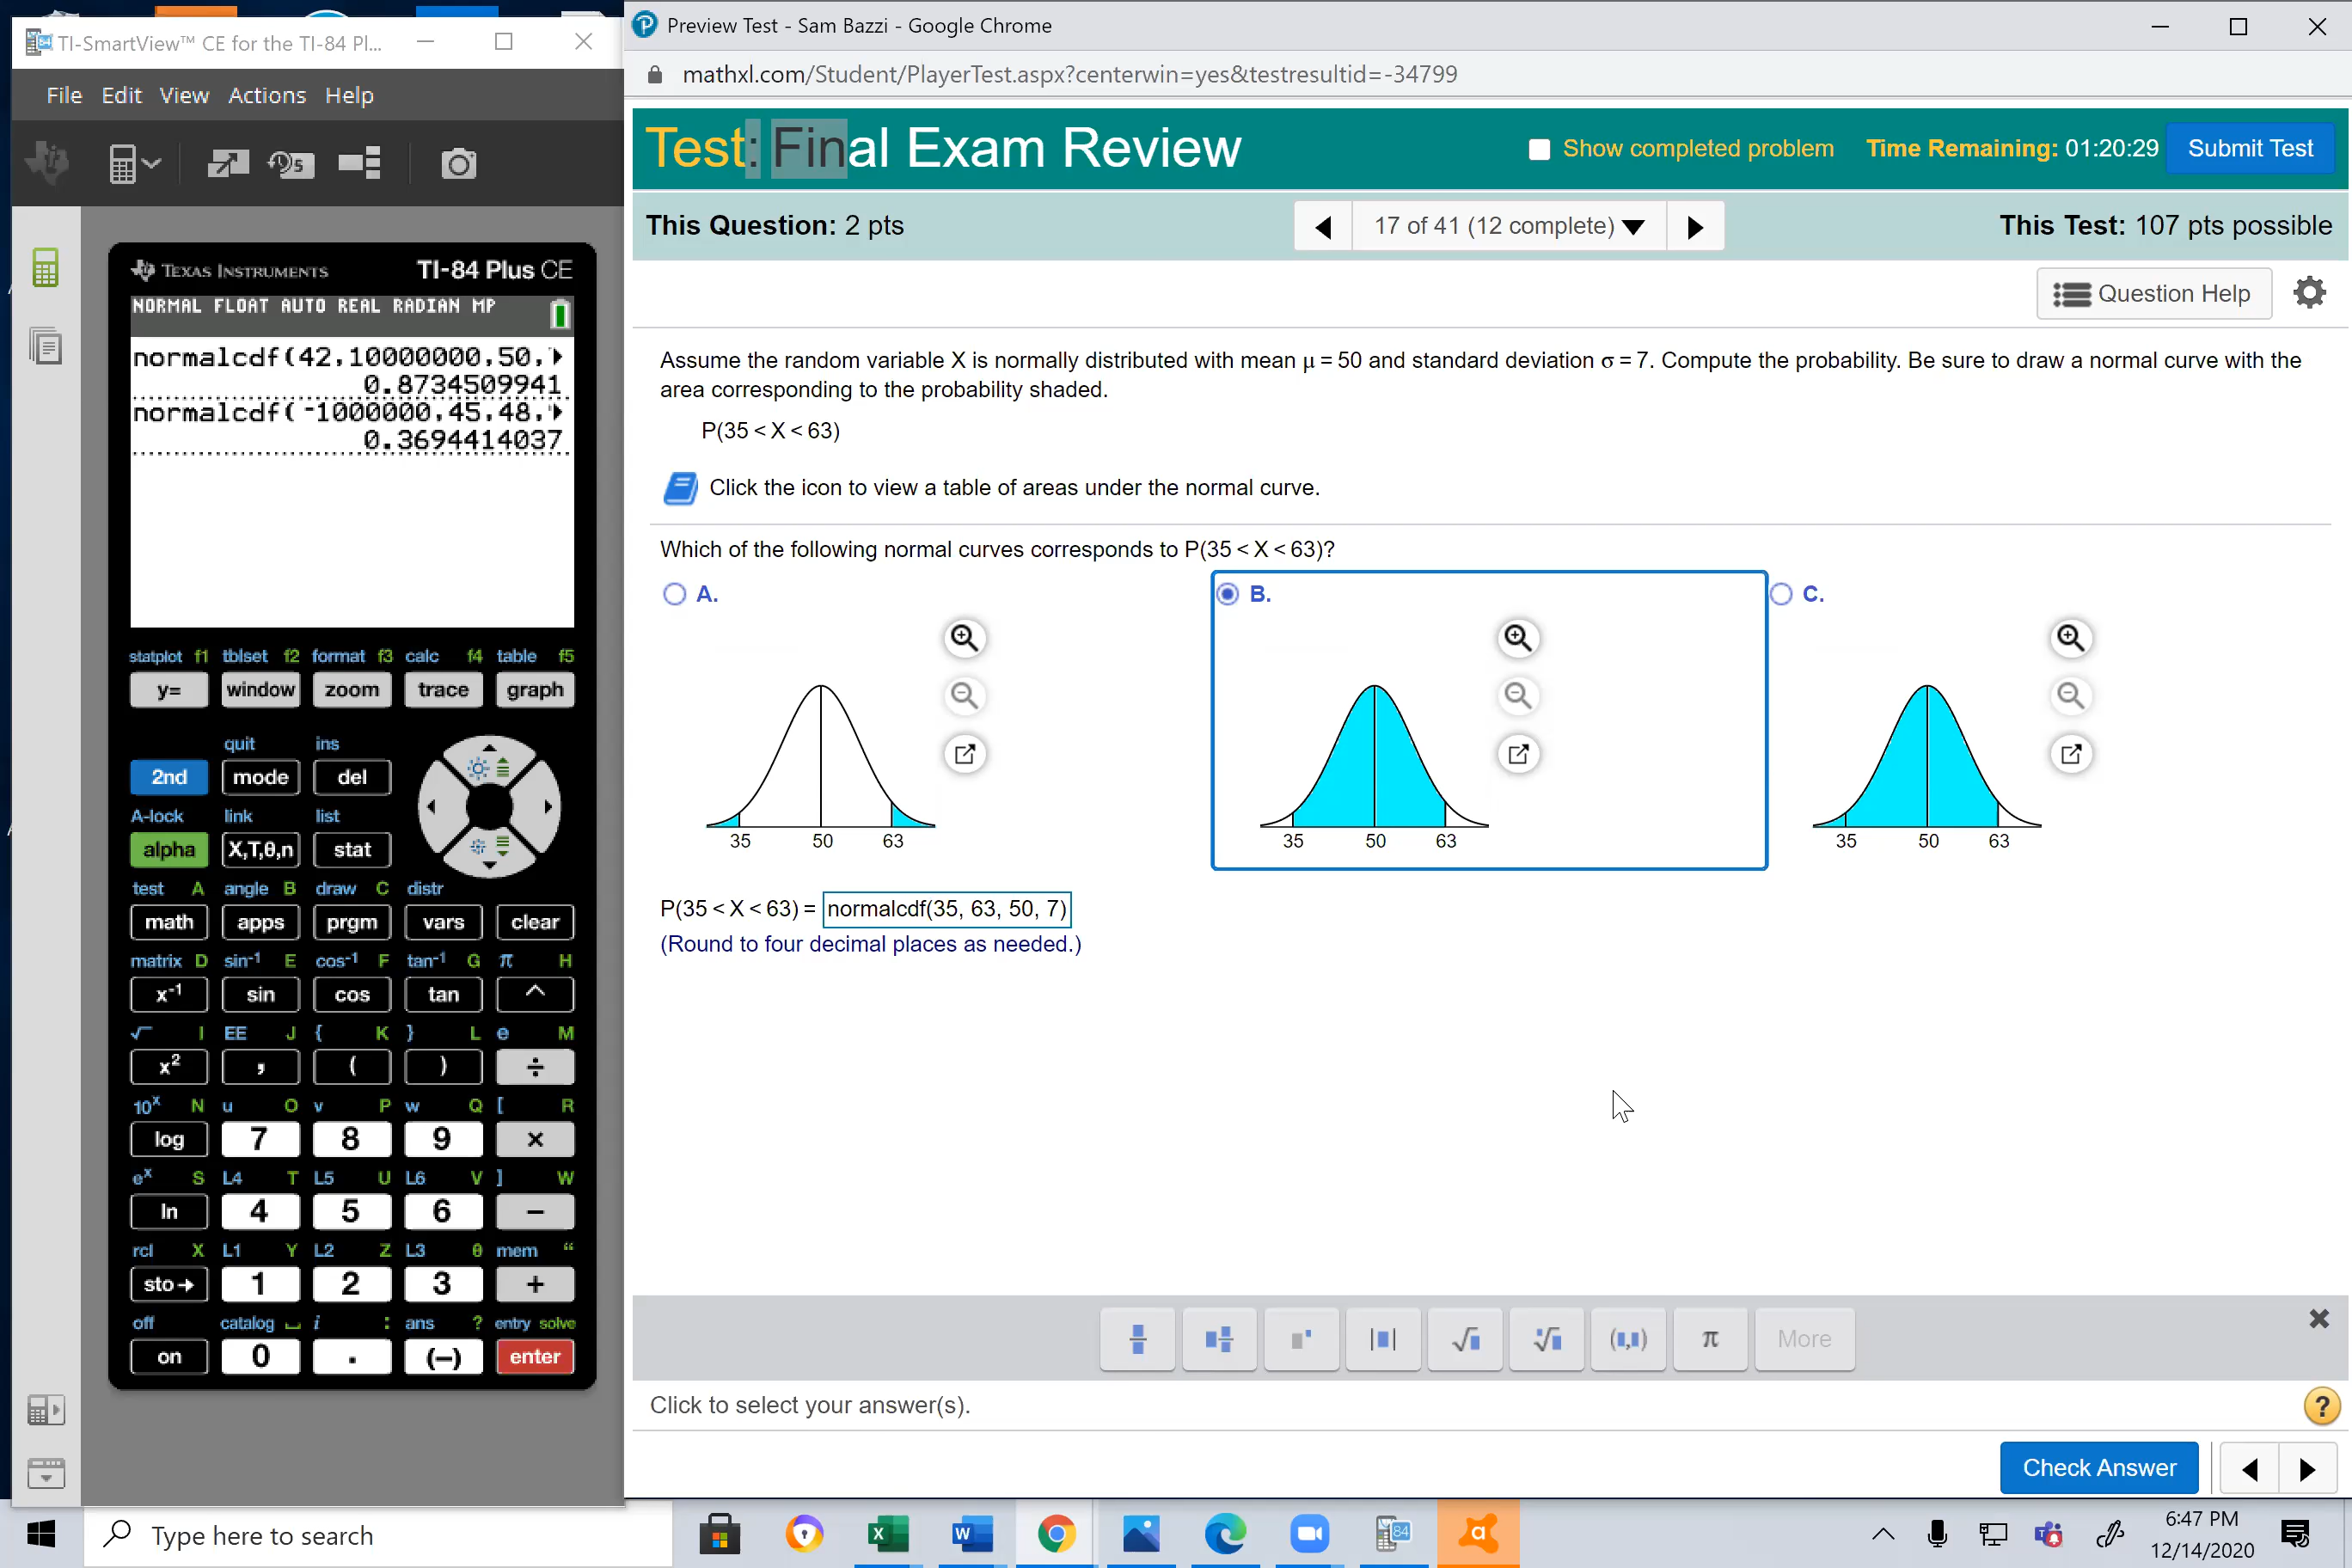 TI-SmartView™ CE for the TI-84 Pl...
File Edit View Actions Help
TEXAS INSTRUMENTS TI-84 Plus CE
NORMAL FLOAT AUTO REAL RADIAN MP
normalcdf(42,10000000,50,
0.8734509941
normalcdf(-1000000,45,48,
0.3694414037
statplot f1 tblset f2 format f3 calc f4 table f5
y= window zoom trace graph
quit ins
2nd mode del
A-lock link list
alpha X,T,θ,n stat
test A angle B draw C distr
math apps prgm vars clear
matrix D sin⁻¹ E cos⁻¹ F tan⁻¹ G π H
x⁻¹ sin cos tan ^
√ I EE J { K } L e M
x² , ( ) ÷
10ˣ N u O v P w Q [ R
log 7 8 9 ×
eˣ S L4 T L5 U L6 V ] W
ln 4 5 6 −
rcl X L1 Y L2 Z L3 θ mem “
sto→ 1 2 3 +
off catalog ⎵ i : ans ? entry solve
on 0 . (−) enter
Preview Test - Sam Bazzi - Google Chrome
mathxl.com/Student/PlayerTest.aspx?centerwin=yes&testresultid=-34799
Test: Final Exam Review
Show completed problem Time Remaining: 01:20:29 Submit Test
This Question: 2 pts 17 of 41 (12 complete) This Test: 107 pts possible
Question Help
Assume the random variable X is normally distributed with mean μ = 50 and standard deviation σ = 7. Compute the probability. Be sure to draw a normal curve with the
area corresponding to the probability shaded.
P(35 < X < 63)
Click the icon to view a table of areas under the normal curve.
Which of the following normal curves corresponds to P(35 < X < 63)?
A. B. C.
35 50 63
35 50 63
35 50 63
P(35 < X < 63) = normalcdf(35, 63, 50, 7)
(Round to four decimal places as needed.)
π More
Click to select your answer(s).
?
Check Answer
Type here to search
6:47 PM
12/14/2020